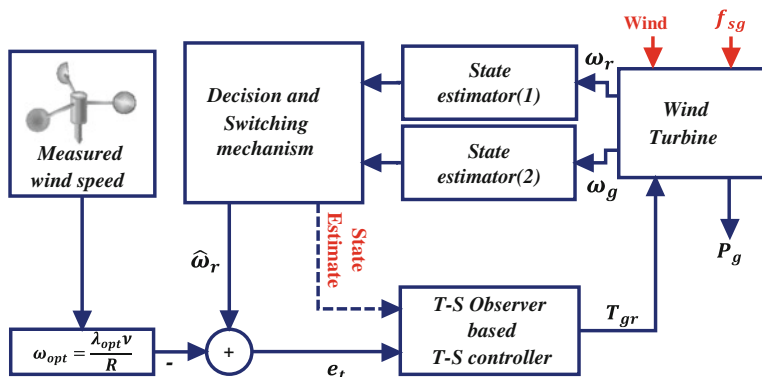 Measured
wind speed
Decision and
Switching
mechanism
State
estimator(1)
State
estimator(2)
ω_r
ω_g
Wind
f_sg
Wind
Turbine
P_g
ω̂_r
State
Estimate
T-S Observer
based
T-S controller
T_gr
ω_opt = λ_opt ν / R
-
+
e_t